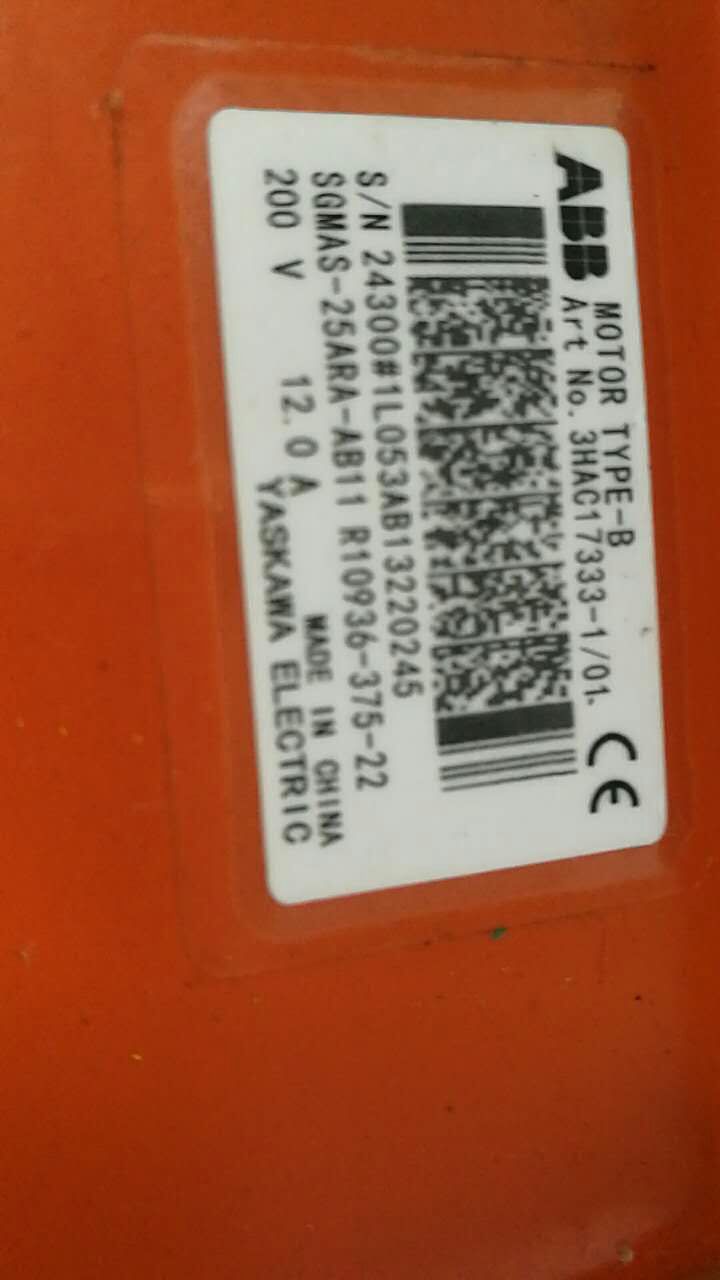 ABB MOTOR TYPE-B
Art No. 3HAC17333-1/01.
CE
S/N 24300#1L053AB13220245
SGMAS-25ARA-AB11 R10936-375-22
200 V 12.0 A
MADE IN CHINA
YASKAWA ELECTRIC